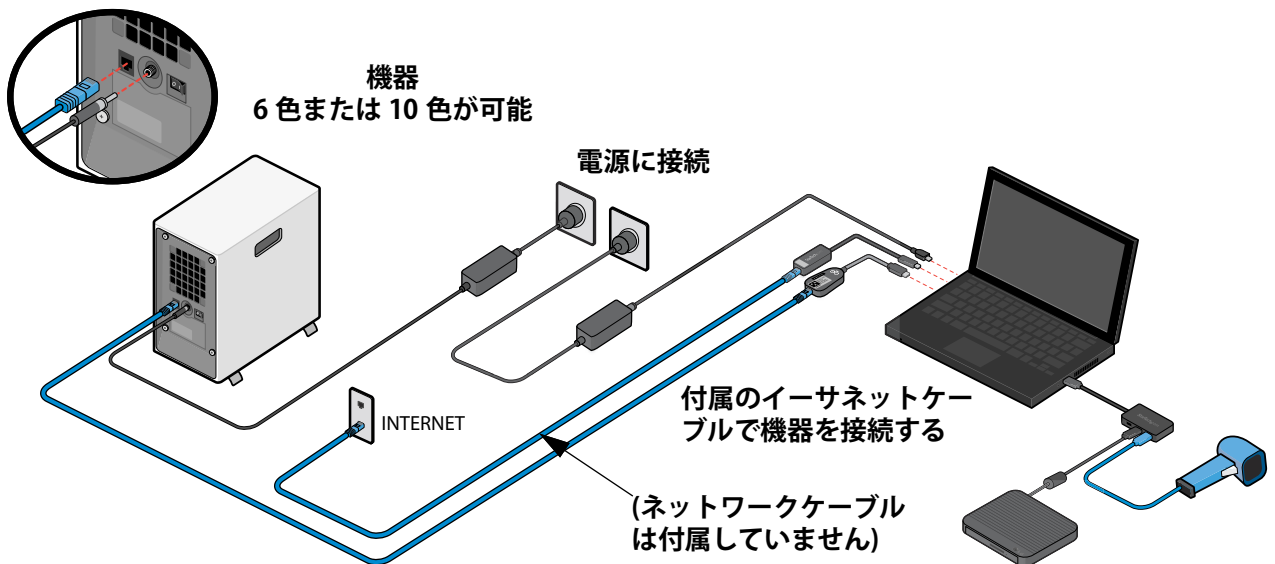 機器
6 色または 10 色が可能
電源に接続
INTERNET
付属のイーサネットケー
ブルで機器を接続する
(ネットワークケーブル
は付属していません)